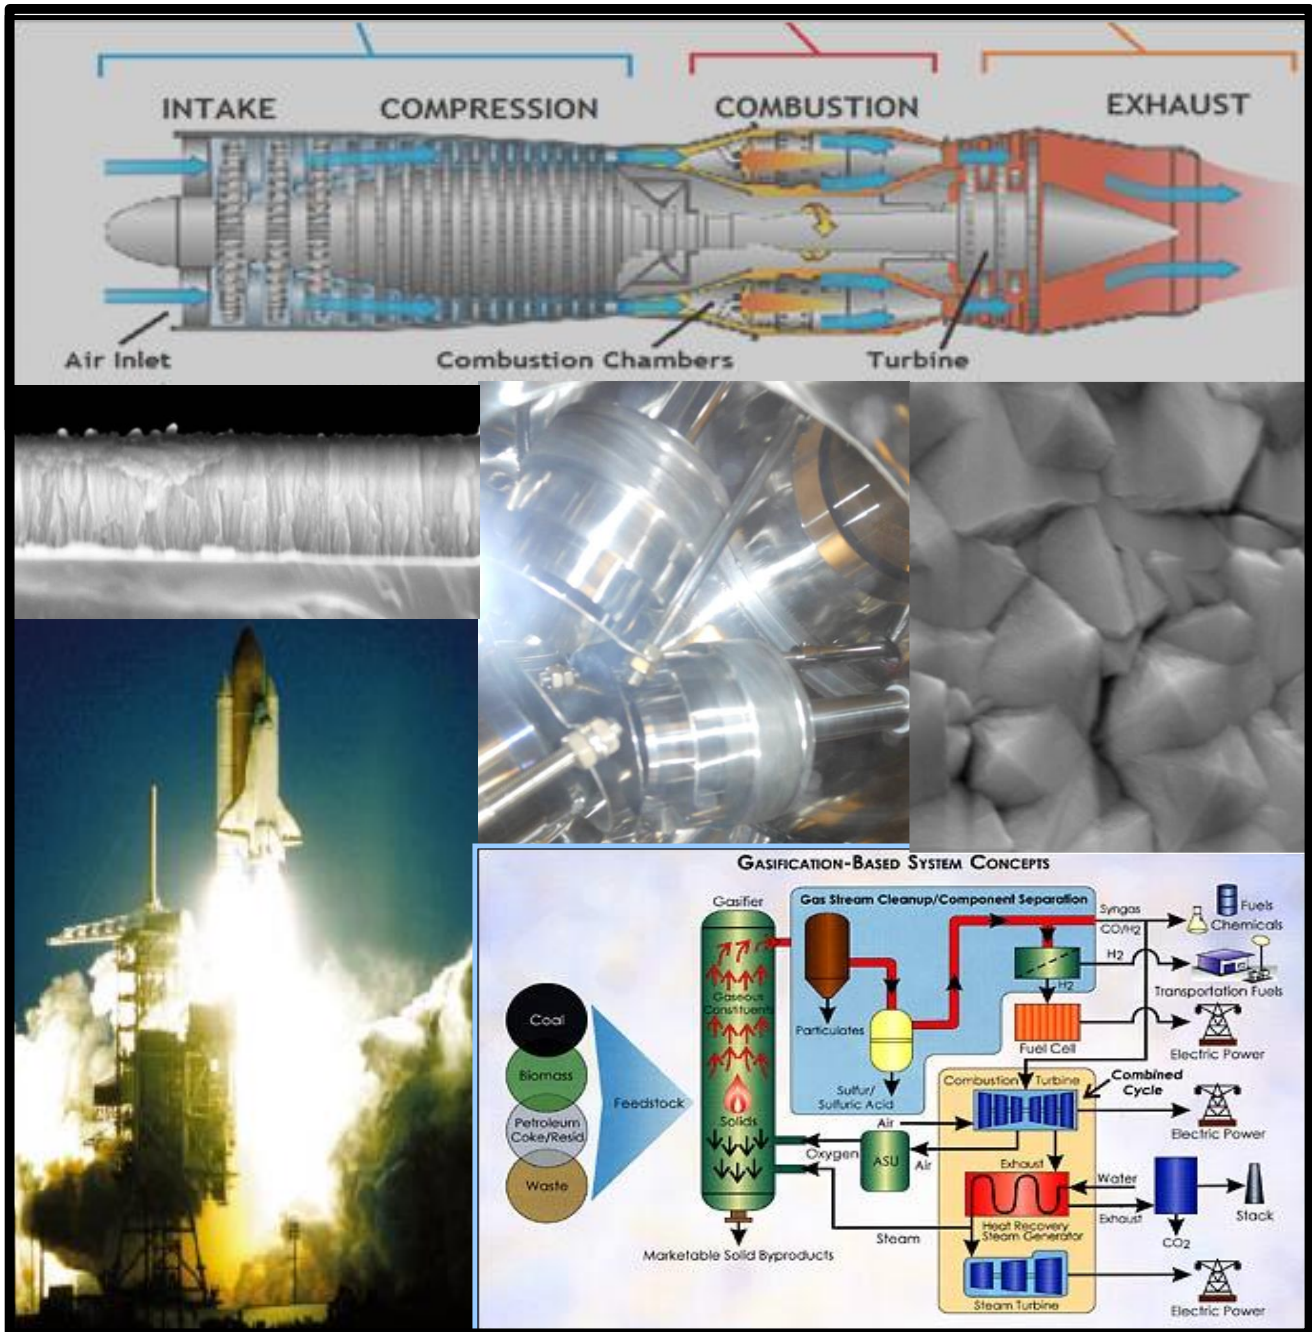 INTAKE COMPRESSION COMBUSTION EXHAUST
Air Inlet Combustion Chambers Turbine
GASIFICATION-BASED SYSTEM CONCEPTS
Gasifier
Gas Stream Cleanup/Component Separation
Gaseous
Constituents
Solids
Coal
Biomass
Petroleum
Coke/Resid
Waste
Feedstock
Particulates
Sulfur/
Sulfuric Acid
Syngas
CO/H2
H2
H2
Fuel Cell
Fuels
Chemicals
Transportation Fuels
Electric Power
Combustion Turbine
Combined
Cycle
Electric Power
Air
Oxygen
ASU
Air
Exhaust
Water
Exhaust
Heat Recovery
Steam Generator
CO2
Stack
Steam
Steam Turbine
Electric Power
Marketable Solid Byproducts